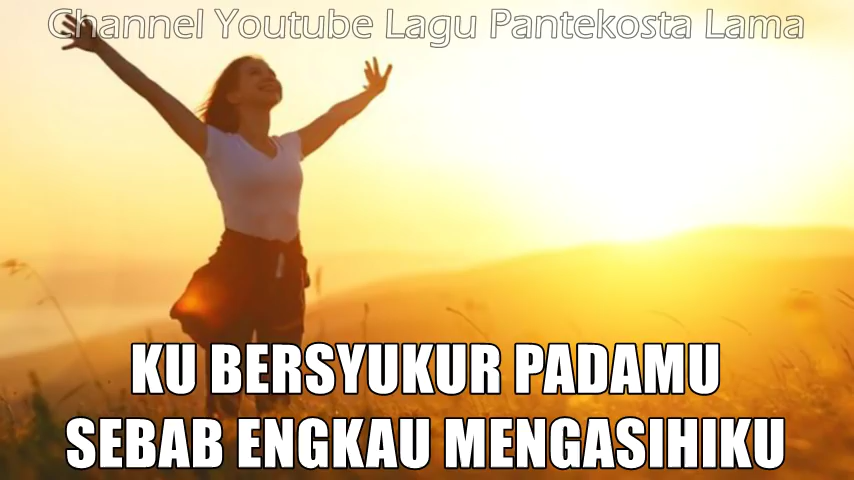 Channel Youtube Lagu Pantekosta Lama
KU BERSYUKUR PADAMU
SEBAB ENGKAU MENGASIHIKU